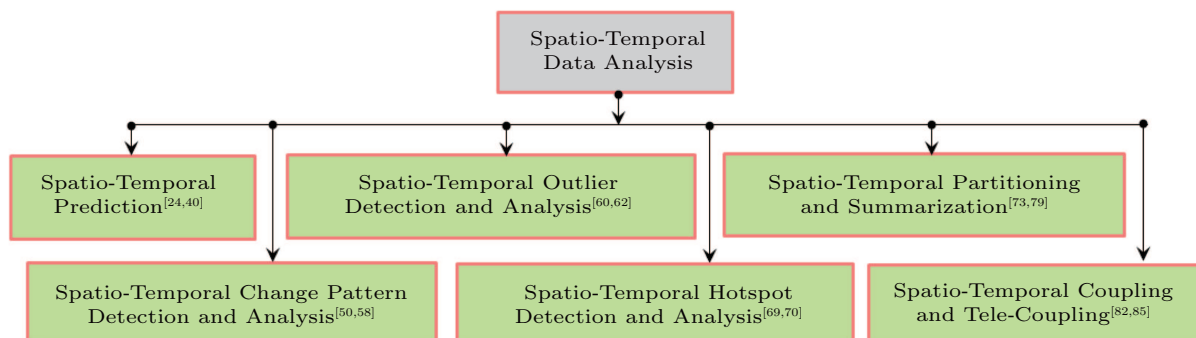 Spatio-Temporal
Data Analysis
Spatio-Temporal
Prediction[24,40]
Spatio-Temporal Outlier
Detection and Analysis[60,62]
Spatio-Temporal Partitioning
and Summarization[73,79]
Spatio-Temporal Change Pattern
Detection and Analysis[50,58]
Spatio-Temporal Hotspot
Detection and Analysis[69,70]
Spatio-Temporal Coupling
and Tele-Coupling[82,85]